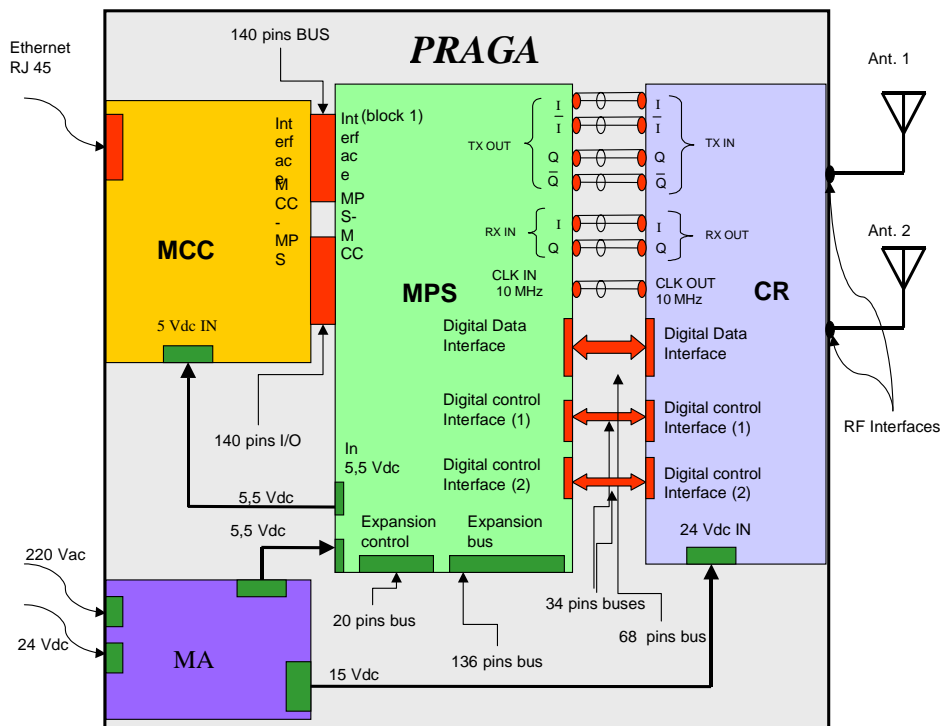 PRAGA
140 pins BUS
Ethernet
RJ 45
Ant. 1
Int
erf
ac
e
M
CC
-
MP
S
Int
erf
ac
e
MP
S-
M
CC
(block 1)
TX OUT
I
I
Q
Q
I
I
Q
Q
TX IN
RX IN
I
Q
I
Q
RX OUT
Ant. 2
MCC
MPS
CLK IN
10 MHz
CLK OUT
10 MHz
CR
5 Vdc IN
Digital Data
Interface
Digital Data
Interface
Digital control
Interface (1)
Digital control
Interface (1)
RF Interfaces
140 pins I/O
In
5,5 Vdc
Digital control
Interface (2)
Digital control
Interface (2)
5,5 Vdc
5,5 Vdc
Expansion
control
Expansion
bus
24 Vdc IN
220 Vac
24 Vdc
MA
20 pins bus
136 pins bus
34 pins buses
68 pins bus
15 Vdc